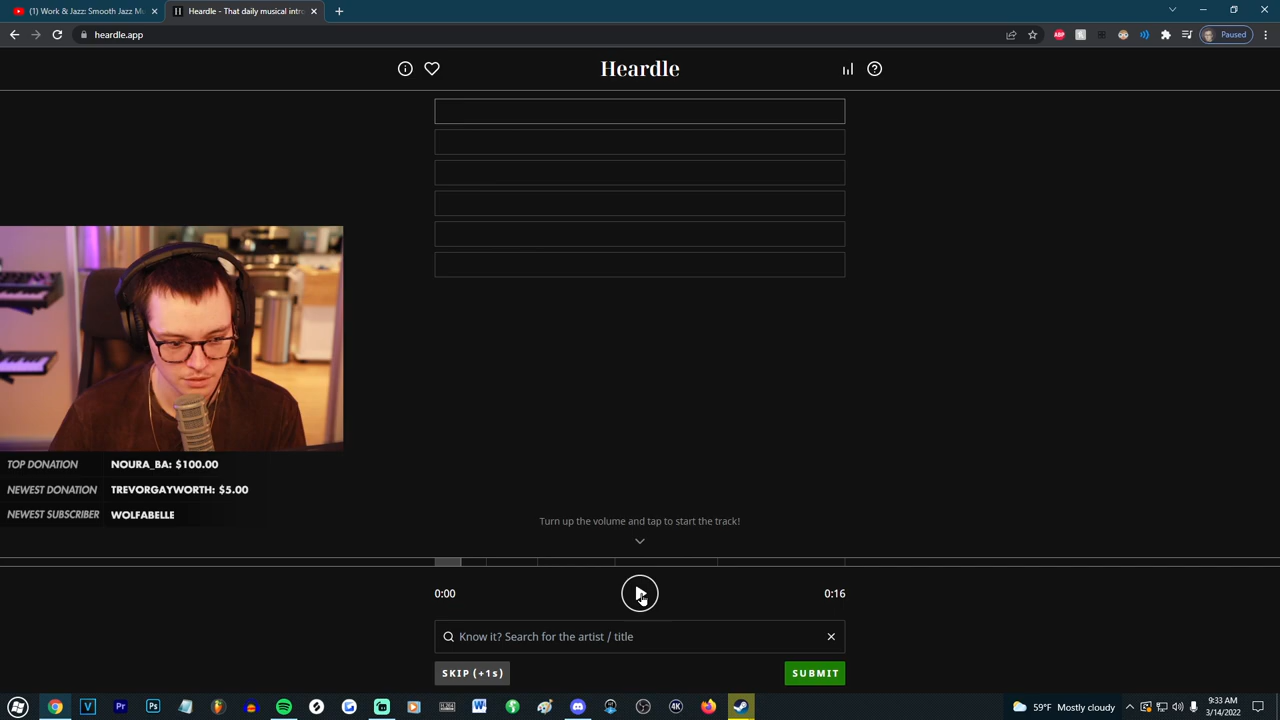 (1) Work & Jazz: Smooth Jazz Mu
Heardle - That daily musical intro
heardle.app
ABP
Paused
Heardle
TOP DONATION NOURA_BA: $100.00
NEWEST DONATION TREVORGAYWORTH: $5.00
NEWEST SUBSCRIBER WOLFABELLE
Turn up the volume and tap to start the track!
0:00
0:16
Know it? Search for the artist / title
SKIP (+1s)
SUBMIT
59°F Mostly cloudy
9:33 AM
3/14/2022